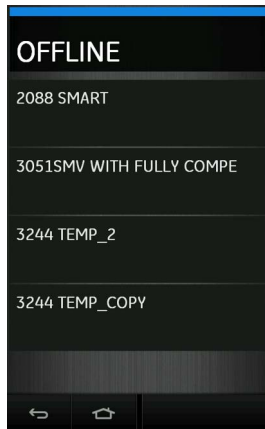 OFFLINE
2088 SMART
3051SMV WITH FULLY COMPE
3244 TEMP_2
3244 TEMP_COPY